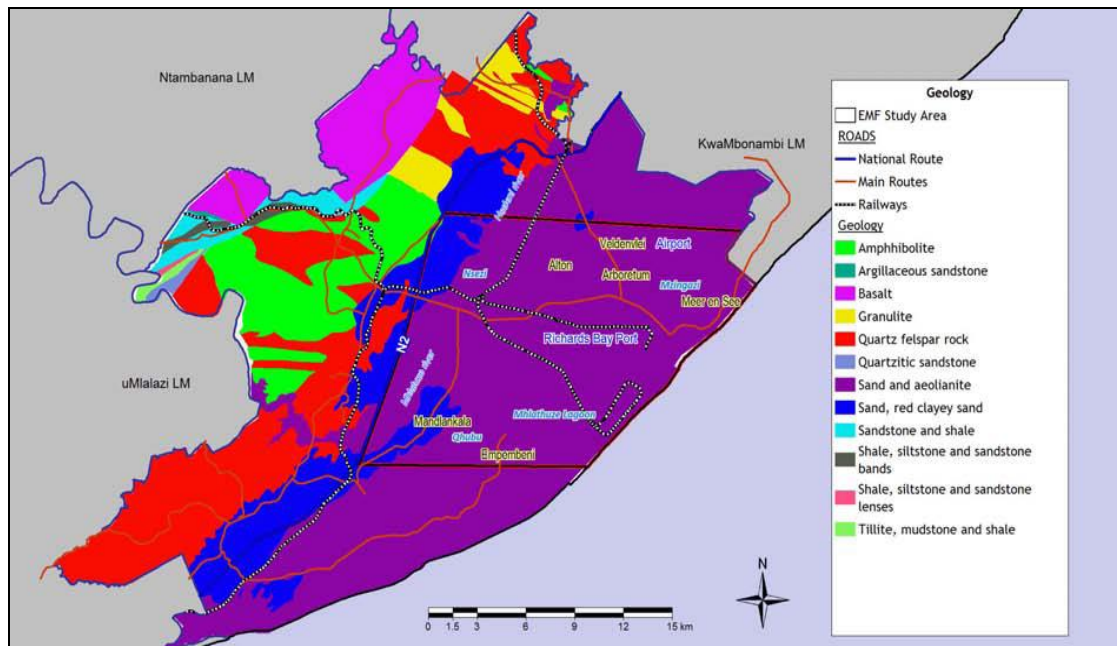 Ntambanana LM
KwaMbonambi LM
uMlalazi LM
Nsezi
Veldenvlei
Airport
Alton
Arboretum
Msingazi
Meer en See
Richards Bay Port
N2
Mhlathuze Lagoon
Mandlankala
Qhubu
Empembeni
N
0 1.5 3 6 9 12 15 km
Geology
EMF Study Area
ROADS
National Route
Main Routes
Railways
Geology
Amphhibolite
Argillaceous sandstone
Basalt
Granulite
Quartz felspar rock
Quartzitic sandstone
Sand and aeolianite
Sand, red clayey sand
Sandstone and shale
Shale, siltstone and sandstone
bands
Shale, siltstone and sandstone
lenses
Tillite, mudstone and shale